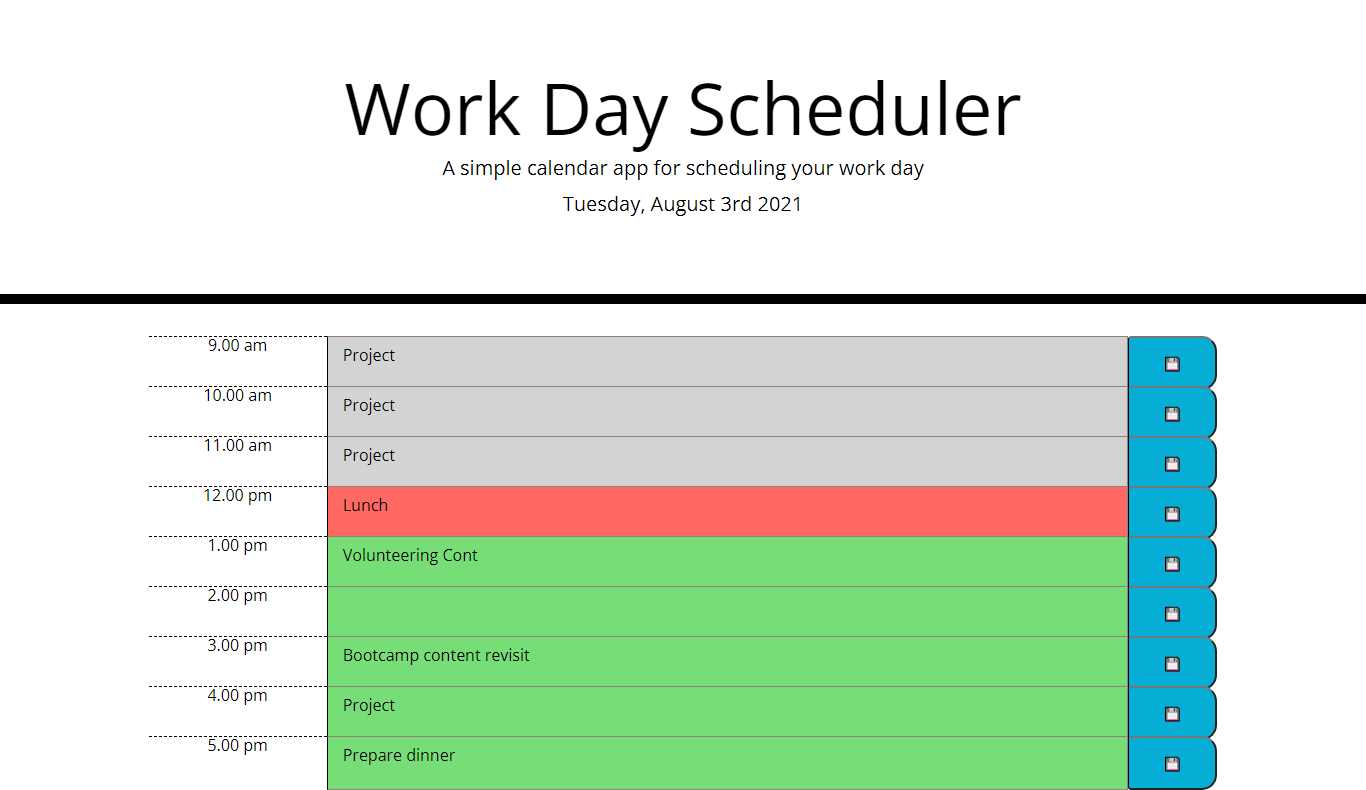 Work Day Scheduler
A simple calendar app for scheduling your work day
Tuesday, August 3rd 2021
9.00 am
Project
10.00 am
Project
11.00 am
Project
12.00 pm
Lunch
1.00 pm
Volunteering Cont
2.00 pm
3.00 pm
Bootcamp content revisit
4.00 pm
Project
5.00 pm
Prepare dinner